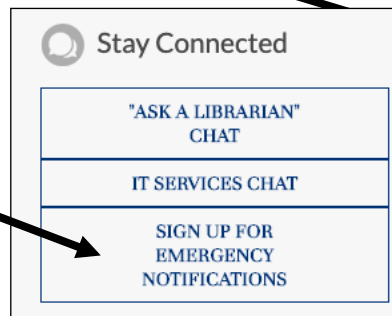 Stay Connected
"ASK A LIBRARIAN"
CHAT
IT SERVICES CHAT
SIGN UP FOR
EMERGENCY
NOTIFICATIONS